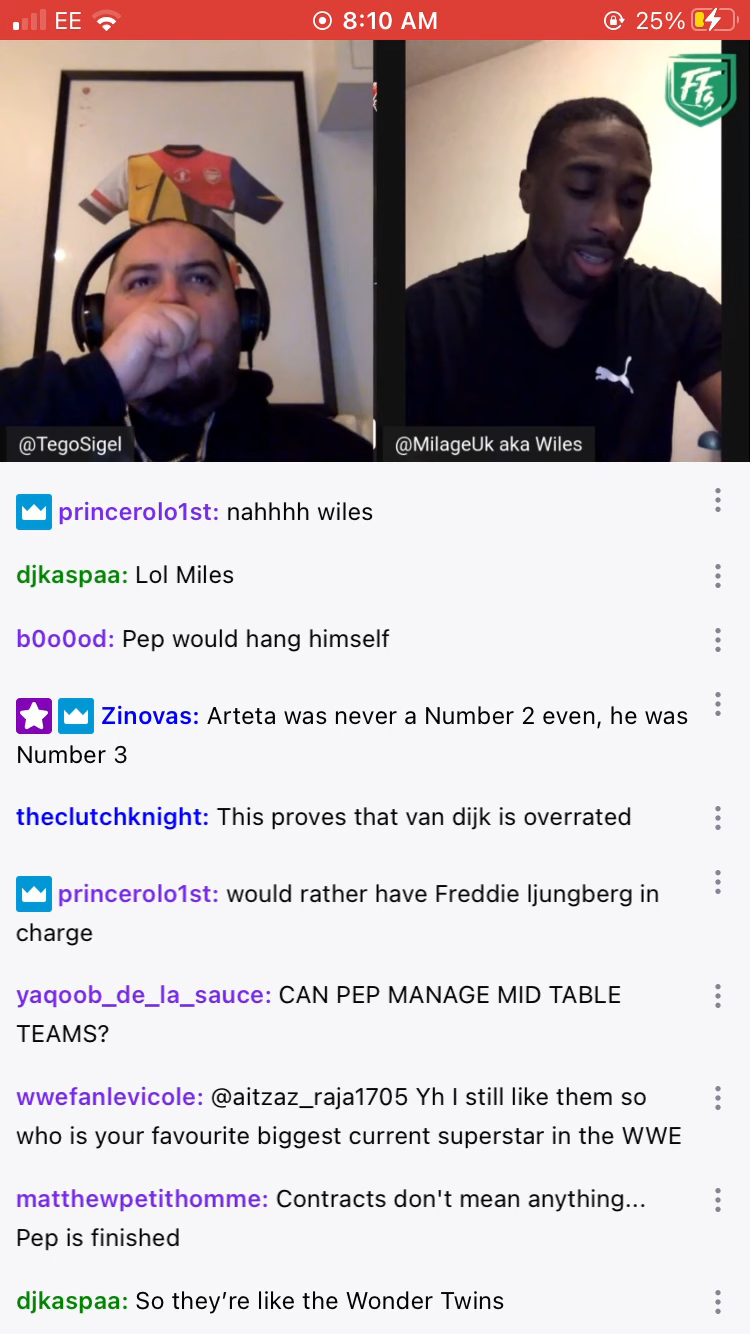 EE
8:10 AM
25%
FFs
@TegoSigel
@MilageUk aka Wiles
princerolo1st: nahhhh wiles
djkaspaa: Lol Miles
b0o0od: Pep would hang himself
Zinovas: Arteta was never a Number 2 even, he was
Number 3
theclutchknight: This proves that van dijk is overrated
princerolo1st: would rather have Freddie ljungberg in
charge
yaqoob_de_la_sauce: CAN PEP MANAGE MID TABLE
TEAMS?
wwefanlevicole: @aitzaz_raja1705 Yh I still like them so
who is your favourite biggest current superstar in the WWE
matthewpetithomme: Contracts don't mean anything...
Pep is finished
djkaspaa: So they’re like the Wonder Twins